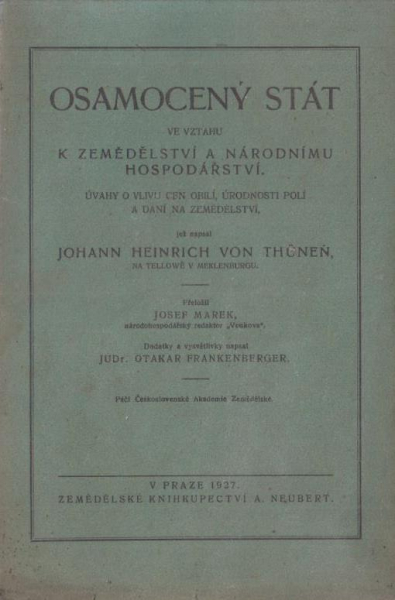 OSAMOCENÝ STÁT
VE VZTAHU
K ZEMĚDĚLSTVÍ A NÁRODNÍMU
HOSPODÁŘSTVÍ.
ÚVAHY O VLIVU CEN OBILÍ, ÚRODNOSTI POLÍ
A DANÍ NA ZEMĚDĚLSTVÍ,
jež napsal
JOHANN HEINRICH VON THŮNEŇ,
NA TELLOWĚ V MEKLENBURGU.
Přeložil
JOSEF MAREK,
národohospodářský redaktor „Venkova“.
Dodatky a vysvětlivky napsal
JUDr. OTAKAR FRANKENBERGER.
Péčí Československé Akademie Zemědělské.
V PRAZE 1937.
ZEMĚDĚLSKÉ KNIHKUPECTVÍ A. NEUBERT.